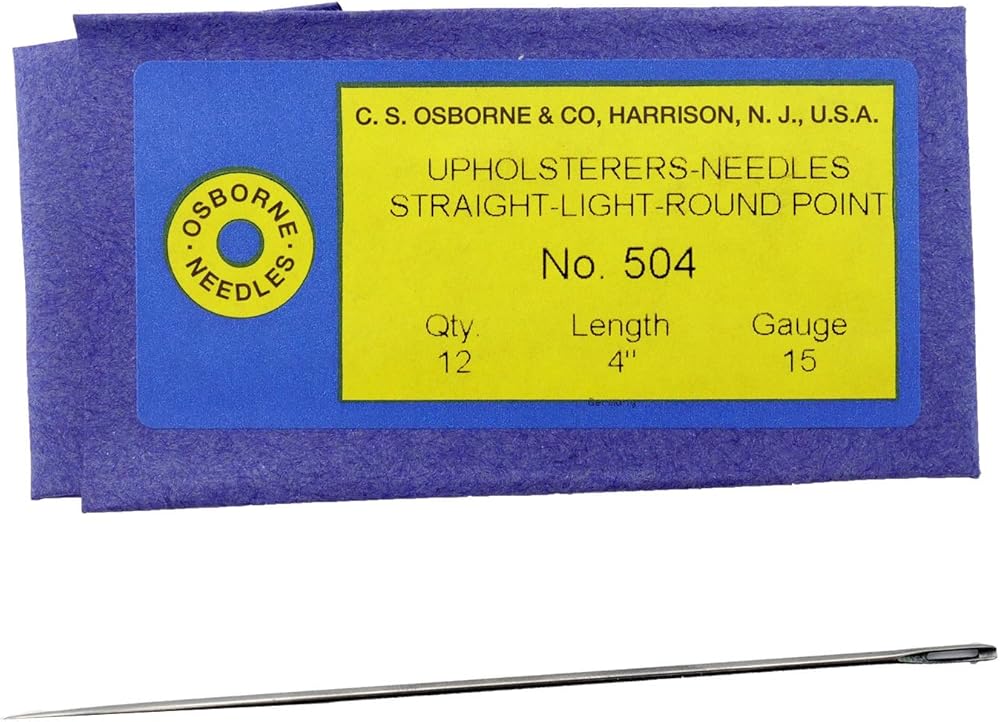 C. S. OSBORNE & CO, HARRISON, N. J., U.S.A.
UPHOLSTERERS-NEEDLES
STRAIGHT-LIGHT-ROUND POINT
No. 504
Qty. Length Gauge
12 4" 15
Germany
· OSBORNE ·
NEEDLES